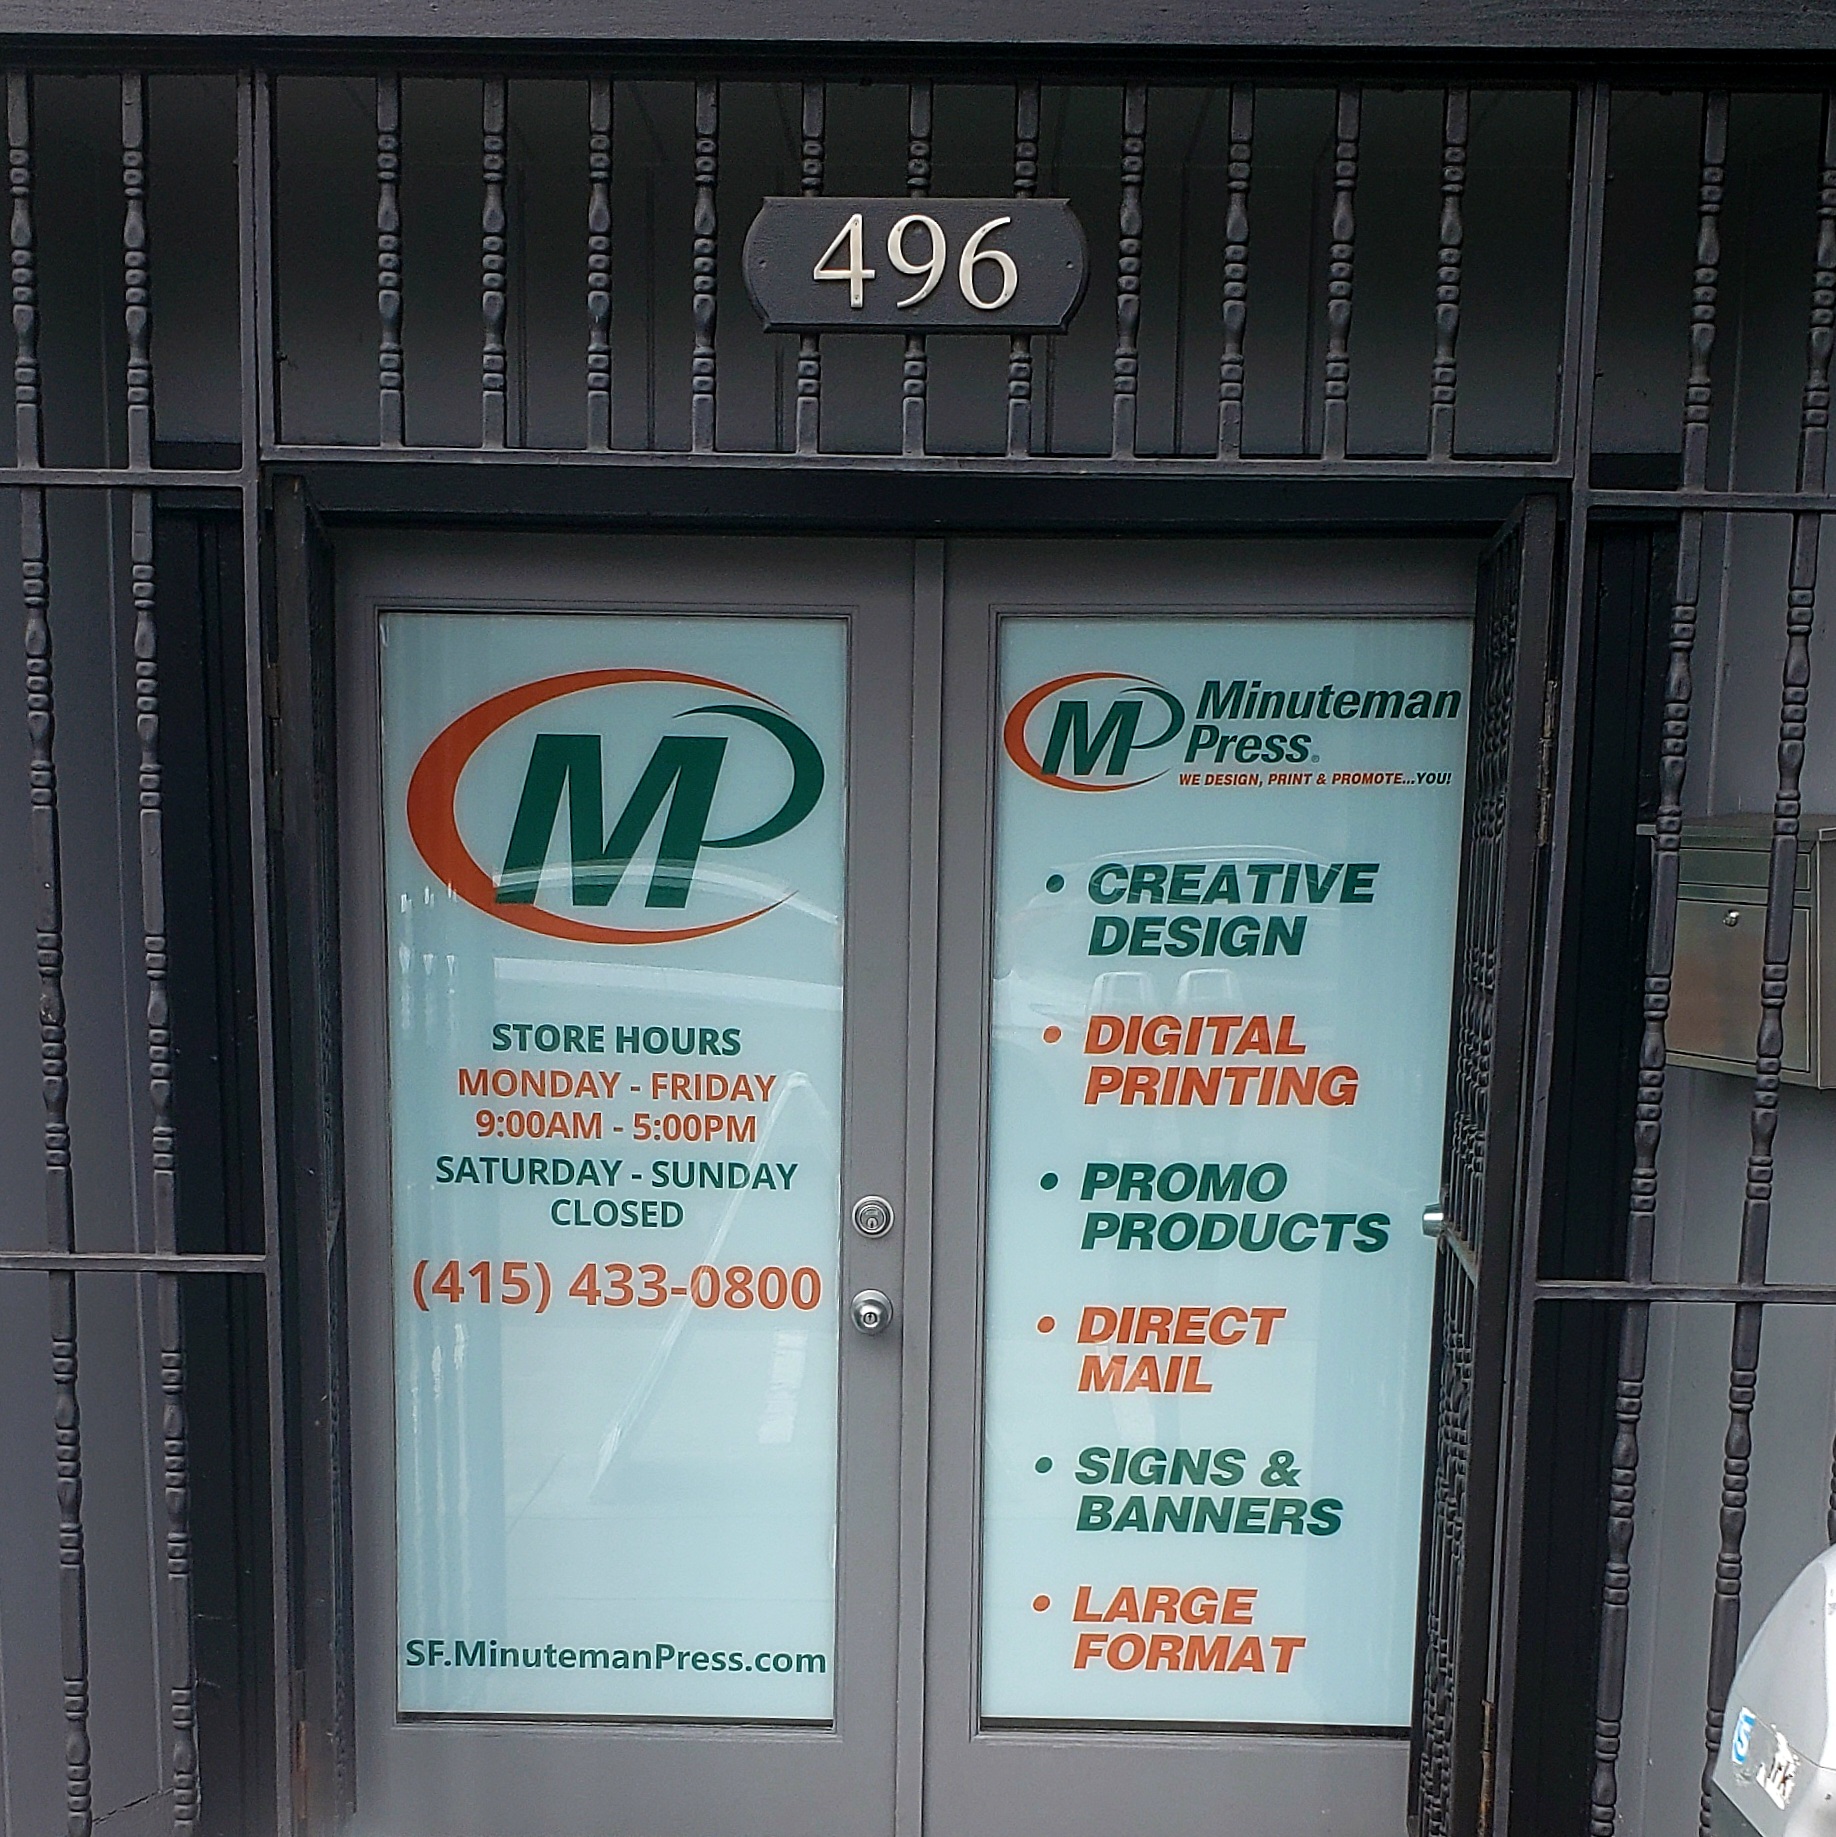 496
MP
STORE HOURS
MONDAY - FRIDAY
9:00AM - 5:00PM
SATURDAY - SUNDAY
CLOSED
(415) 433-0800
SF.MinutemanPress.com
MP Minuteman
Press®
WE DESIGN, PRINT & PROMOTE...YOU!
• CREATIVE
DESIGN
• DIGITAL
PRINTING
• PROMO
PRODUCTS
• DIRECT
MAIL
• SIGNS &
BANNERS
• LARGE
FORMAT